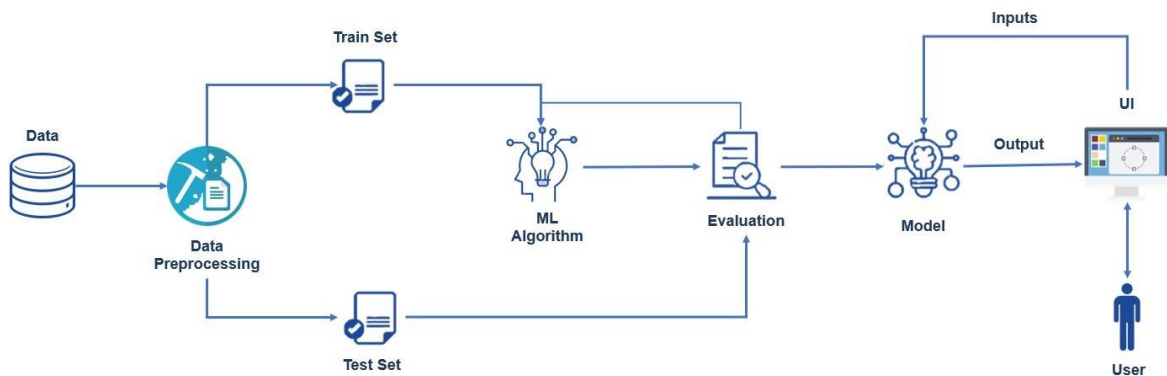 Inputs
Train Set
UI
Data
Output
ML
Algorithm
Evaluation
Model
Data
Preprocessing
Test Set
User